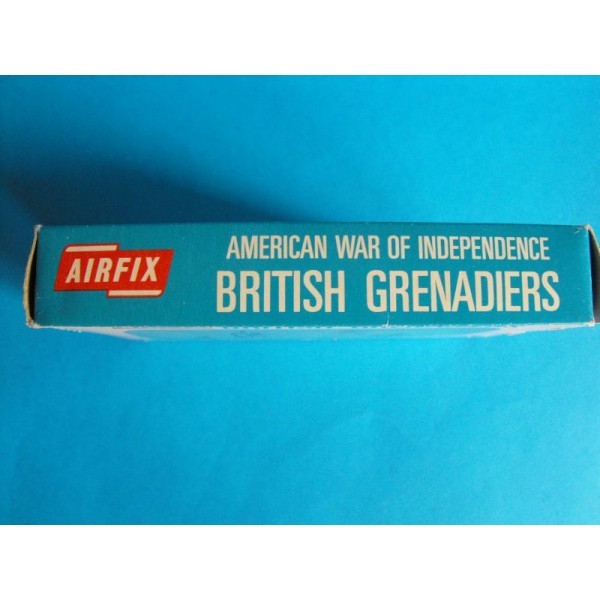 AIRFIX
AMERICAN WAR OF INDEPENDENCE
BRITISH GRENADIERS